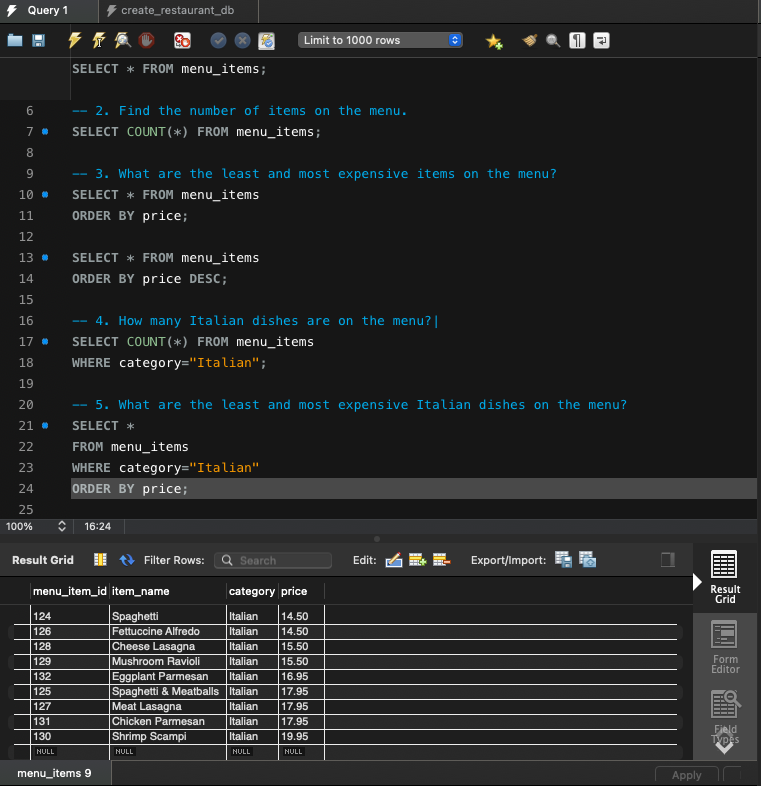 Query 1 create_restaurant_db
Limit to 1000 rows
SELECT * FROM menu_items;
6 -- 2. Find the number of items on the menu.
7 SELECT COUNT(*) FROM menu_items;
8
9 -- 3. What are the least and most expensive items on the menu?
10 SELECT * FROM menu_items
11 ORDER BY price;
12
13 SELECT * FROM menu_items
14 ORDER BY price DESC;
15
16 -- 4. How many Italian dishes are on the menu?
17 SELECT COUNT(*) FROM menu_items
18 WHERE category="Italian";
19
20 -- 5. What are the least and most expensive Italian dishes on the menu?
21 SELECT *
22 FROM menu_items
23 WHERE category="Italian"
24 ORDER BY price;
25
100% 16:24
Result Grid Filter Rows: Search Edit: Export/Import:
menu_item_id item_name category price
124 Spaghetti Italian 14.50
126 Fettuccine Alfredo Italian 14.50
128 Cheese Lasagna Italian 15.50
129 Mushroom Ravioli Italian 15.50
132 Eggplant Parmesan Italian 16.95
125 Spaghetti & Meatballs Italian 17.95
127 Meat Lasagna Italian 17.95
131 Chicken Parmesan Italian 17.95
130 Shrimp Scampi Italian 19.95
NULL NULL NULL NULL
Result
Grid
Form
Editor
Field
Types
menu_items 9 Apply